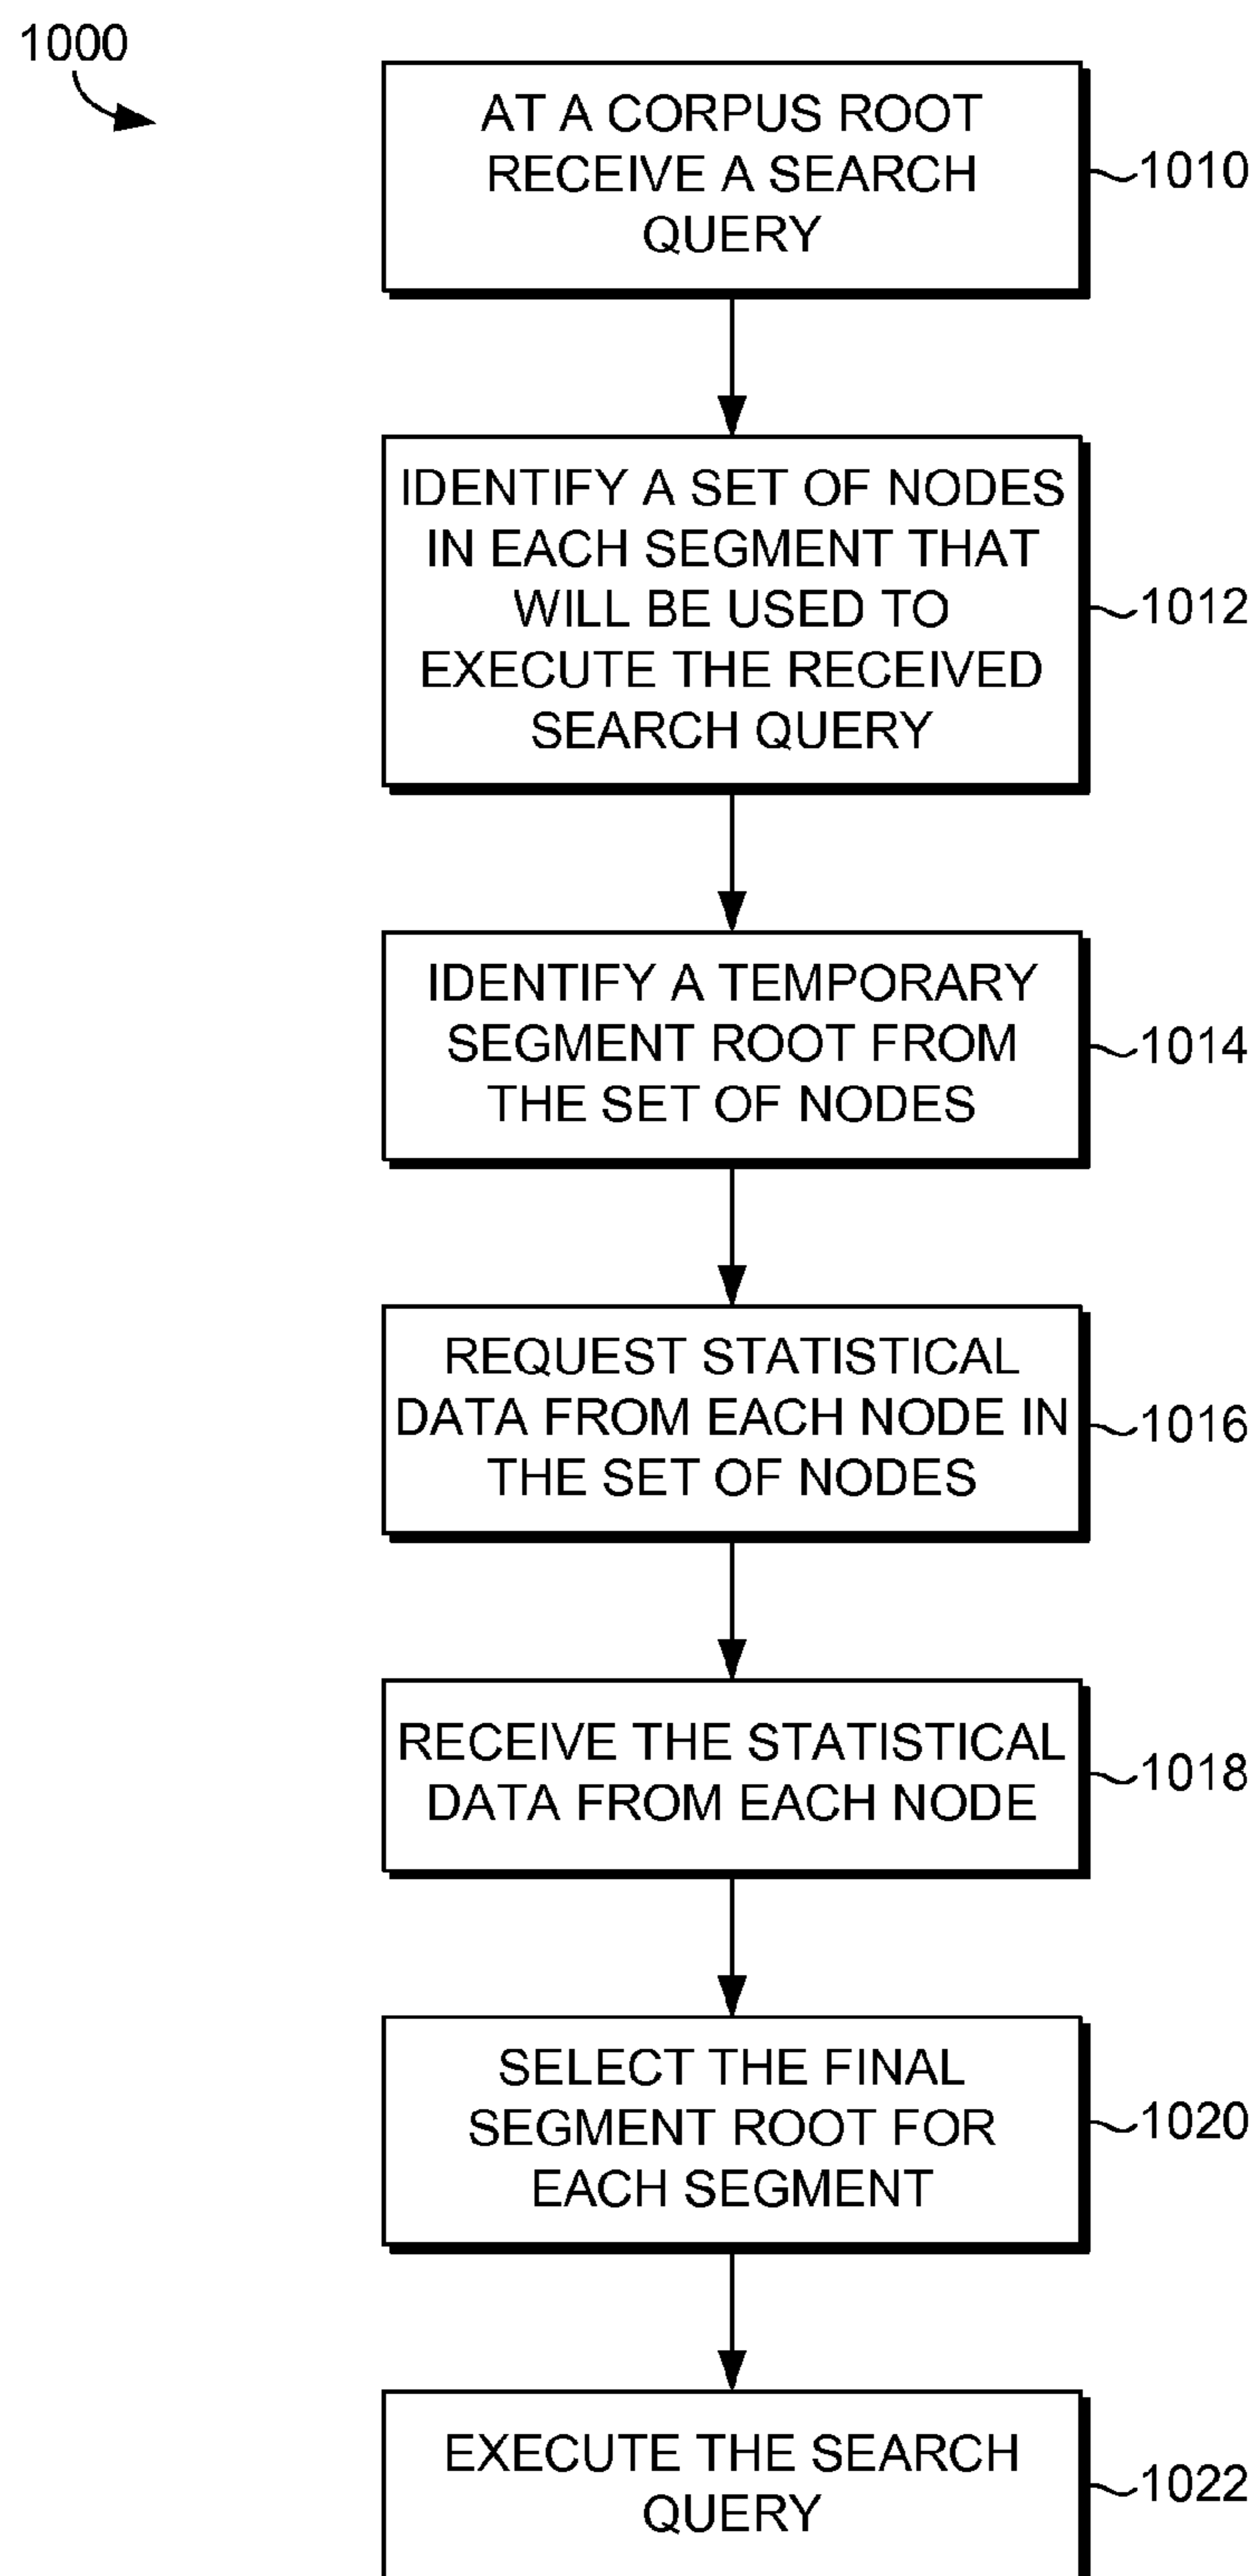 1000
AT A CORPUS ROOT
RECEIVE A SEARCH
QUERY
1010
IDENTIFY A SET OF NODES
IN EACH SEGMENT THAT
WILL BE USED TO
EXECUTE THE RECEIVED
SEARCH QUERY
1012
IDENTIFY A TEMPORARY
SEGMENT ROOT FROM
THE SET OF NODES
1014
REQUEST STATISTICAL
DATA FROM EACH NODE IN
THE SET OF NODES
1016
RECEIVE THE STATISTICAL
DATA FROM EACH NODE
1018
SELECT THE FINAL
SEGMENT ROOT FOR
EACH SEGMENT
1020
EXECUTE THE SEARCH
QUERY
1022